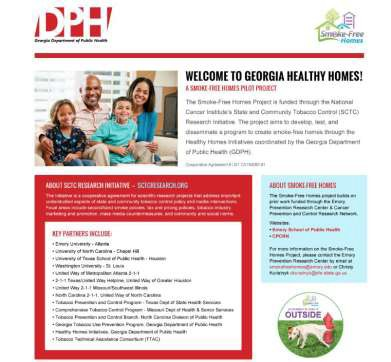 DPH
Georgia Department of Public Health
Smoke-Free
Homes
WELCOME TO GEORGIA HEALTHY HOMES!
A SMOKE-FREE HOMES PILOT PROJECT
The Smoke-Free Homes Project is funded through the National
Cancer Institute's State and Community Tobacco Control (SCTC)
Research Initiative. The project aims to develop, test, and
disseminate a program to create smoke-free homes through the
Healthy Homes Initiatives coordinated by the Georgia Department
of Public Health (GDPH)
Cooperative Agreement
ABOUT SCTC RESEARCH INITIATIVE – SCTCRESEARCH.ORG
The initiative is a cooperative agreement for scientific research projects that address important
understudied aspects of state and community tobacco control policy and media interventions.
Focal areas include secondhand smoke policies, tax and pricing policies, tobacco industry
marketing and promotion, mass media countermeasures, and community and social norms.
KEY PARTNERS INCLUDE:
Emory University - Atlanta
University of North Carolina - Chapel Hill
University of Texas School of Public Health - Houston
Washington University - St. Louis
United Way of Metropolitan Atlanta 2-1-1
2-1-1 Texas/United Way Helpline, United Way of Greater Houston
United Way 2-1-1 Missouri/Southwest Illinois
North Carolina 2-1-1, United Way of North Carolina
Tobacco Prevention and Control Program - Texas Dept of State Health Services
Comprehensive Tobacco Control Program - Missouri Dept of Health & Senior Services
Tobacco Prevention and Control Branch - North Carolina Division of Public Health
Georgia Tobacco Use Prevention Program, Georgia Department of Public Health
Healthy Homes Initiatives, Georgia Department of Public Health
Tobacco Technical Assistance Consortium (TTAC)
ABOUT SMOKE-FREE HOMES
The Smoke-Free Homes project builds on
prior work funded through the Emory
Prevention Research Center & Cancer
Prevention and Control Research Network.
Websites:
Emory School of Public Health
CPCRN
For more information on the Smoke-Free
Homes Project, please contact the Emory
Prevention Research Center by email at
smokefreehomes@emory.edu or Christy
OUTSIDE